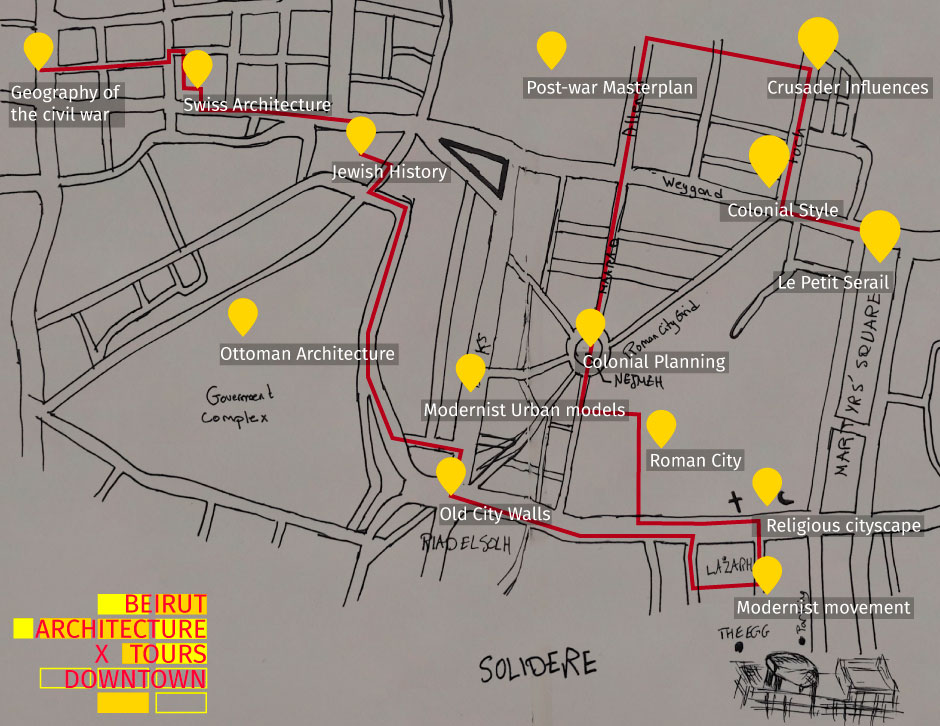 Geography of
the civil war
Swiss Architecture
Jewish History
Post-war Masterplan
Crusader Influences
Allenby
FOCH
Weygand
Colonial Style
Le Petit Serail
MAARAD
Roman City Grid
Ottoman Architecture
Colonial Planning
NEJMEH
Modernist Urban models
MARTYRS' SQUARE
Government
Complex
Roman City
Old City Walls
Religious cityscape
RIAD EL SOLH
LAZARIEH
Modernist movement
THE EGG
Parking
SOLIDERE
BEIRUT
ARCHITECTURE
X TOURS
DOWNTOWN